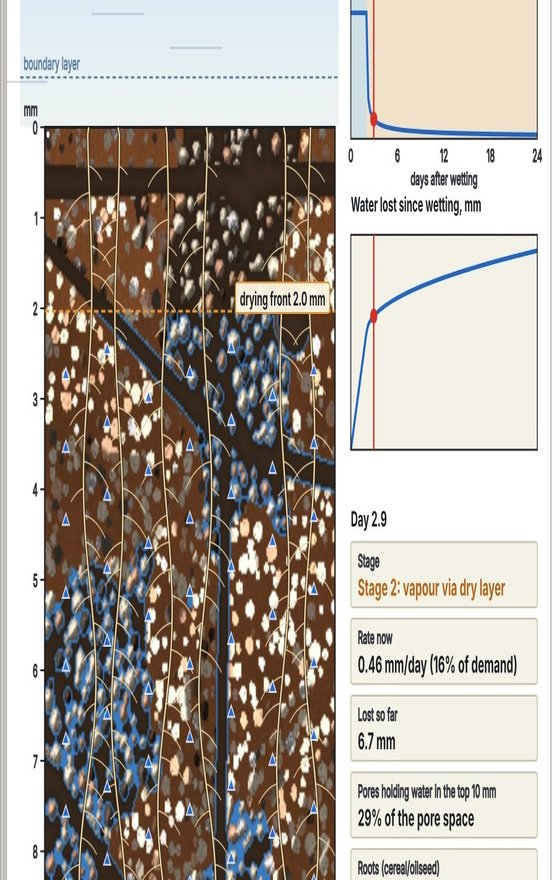 boundary layer
mm
0
1
2
3
4
5
6
7
8
drying front 2.0 mm
0 6 12 18 24
days after wetting
Water lost since wetting, mm
Day 2.9
Stage
Stage 2: vapour via dry layer
Rate now
0.46 mm/day (16% of demand)
Lost so far
6.7 mm
Pores holding water in the top 10 mm
29% of the pore space
Roots (cereal/oilseed)